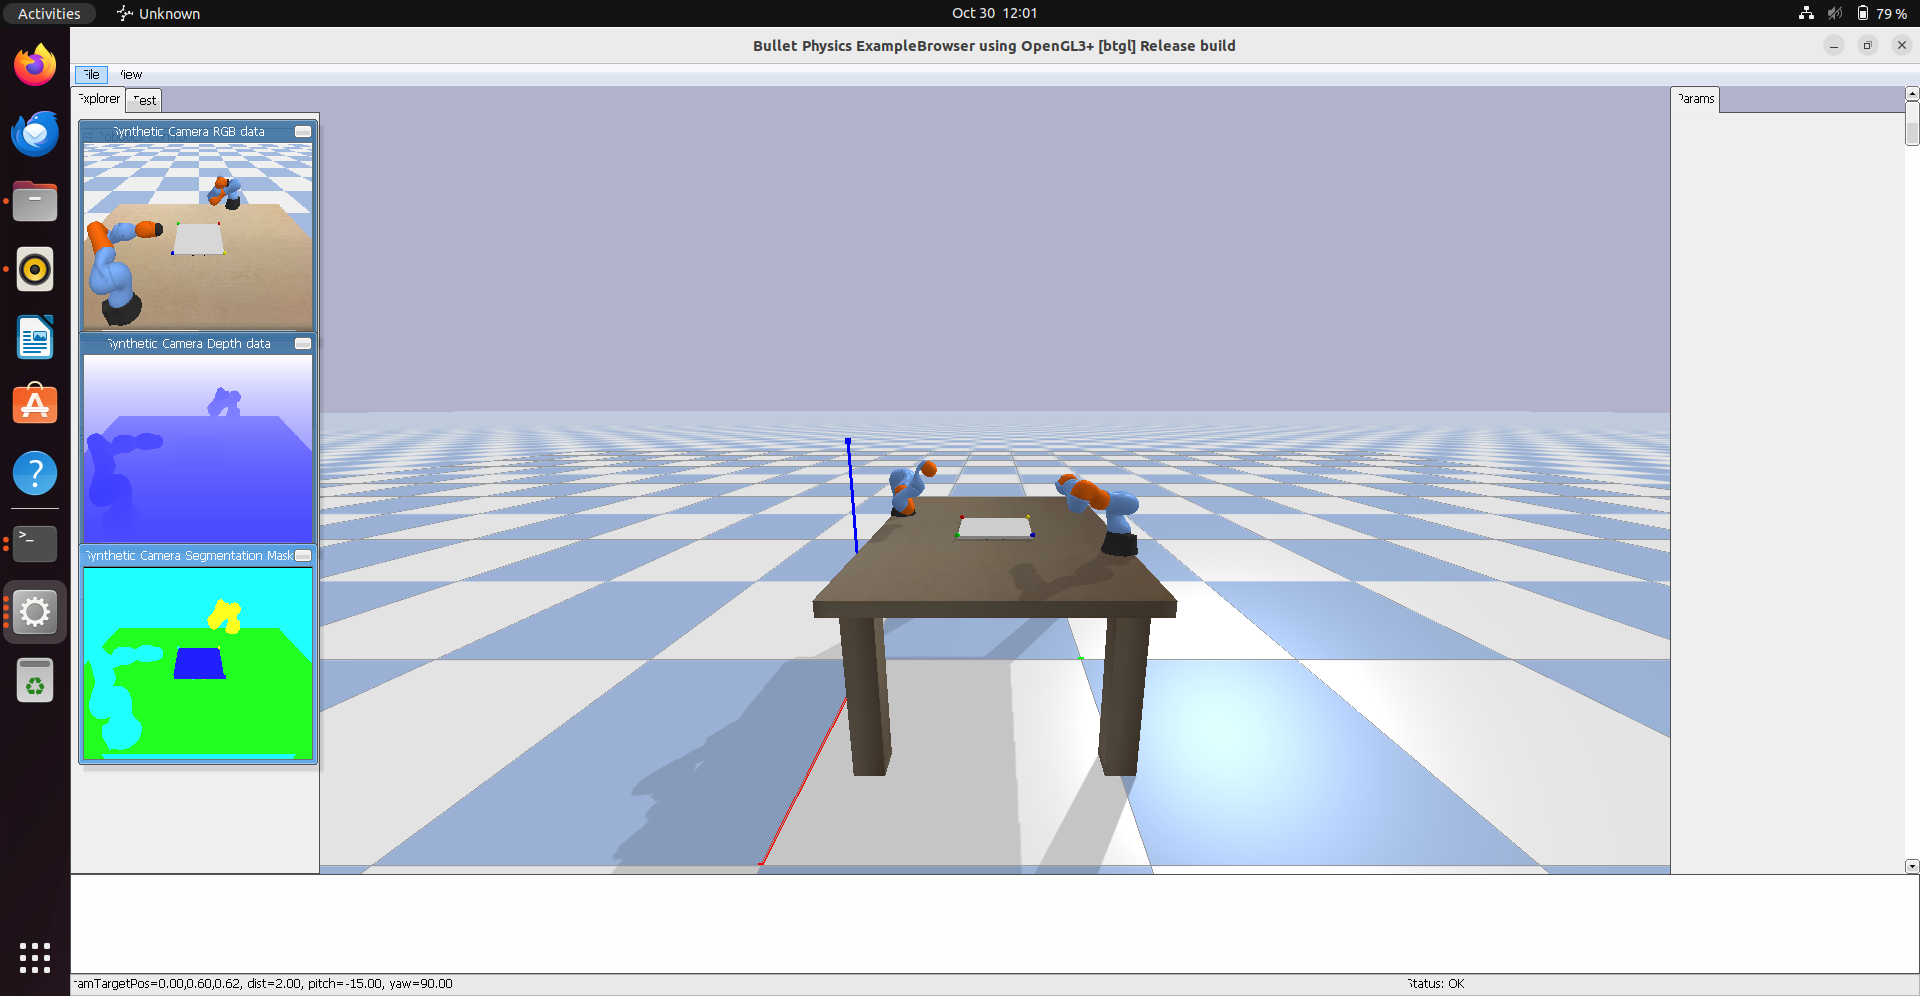 Activities
Unknown
Oct 30 12:01
79 %
Bullet Physics ExampleBrowser using OpenGL3+ [btgl] Release build
File
View
Explorer
Test
Params
Synthetic Camera RGB data
Synthetic Camera Depth data
Synthetic Camera Segmentation Mask
camTargetPos=0.00,0.60,0.62, dist=2.00, pitch=-15.00, yaw=90.00
Status: OK